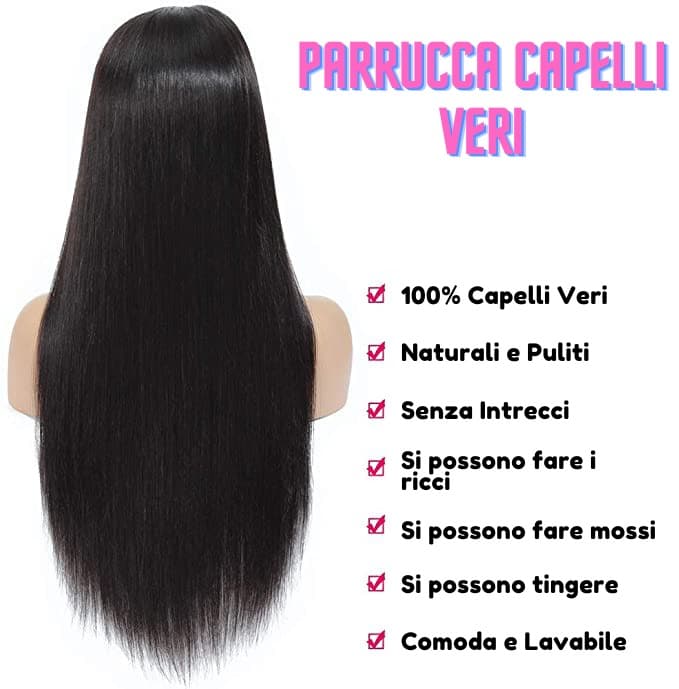 PARRUCCA CAPELLI
VERI
100% Capelli Veri
Naturali e Puliti
Senza Intrecci
Si possono fare i
ricci
Si possono fare mossi
Si possono tingere
Comoda e Lavabile